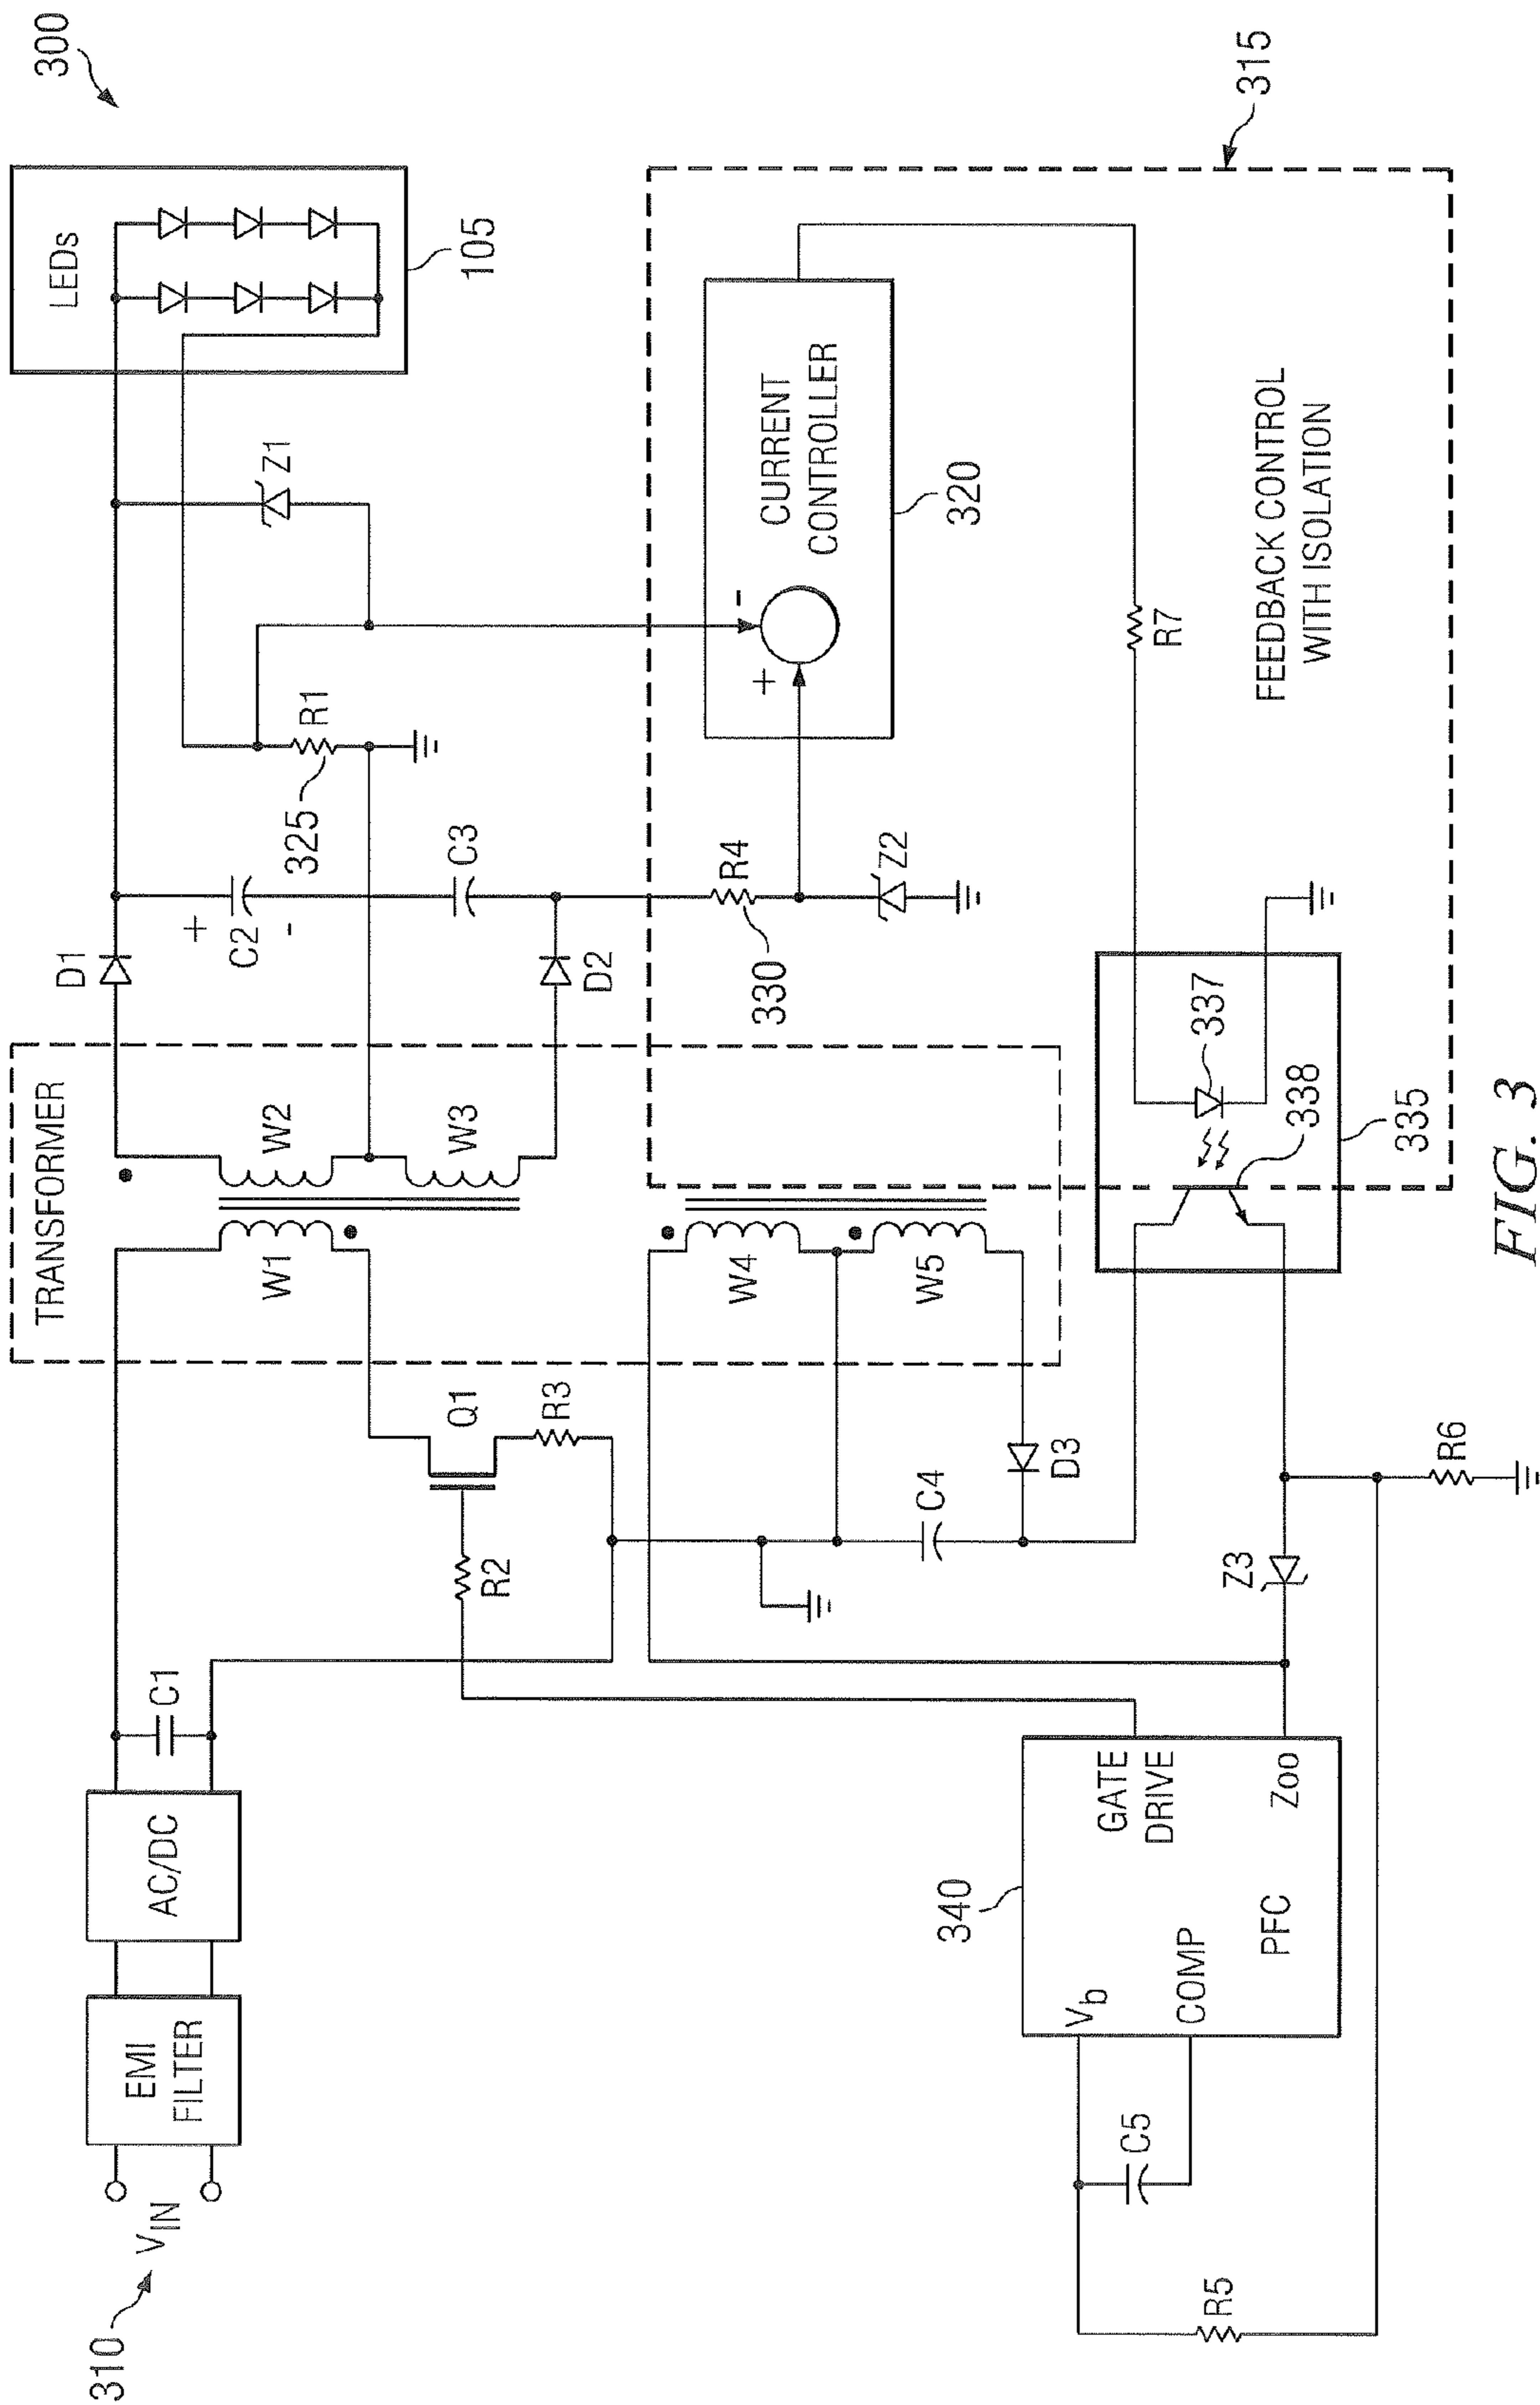 300
310
VIN
EMI
FILTER
AC/DC
C1
TRANSFORMER
W1
W2
W3
D1
D2
C2
+
-
C3
325
R1
Z1
LEDs
105
Q1
R2
R3
W4
W5
C4
D3
330
R4
Z2
+
-
CURRENT
CONTROLLER
320
315
R7
FEEDBACK CONTROL
WITH ISOLATION
337
338
335
340
Vb
COMP
PFC
GATE
DRIVE
Zoo
C5
R5
Z3
R6
FIG. 3